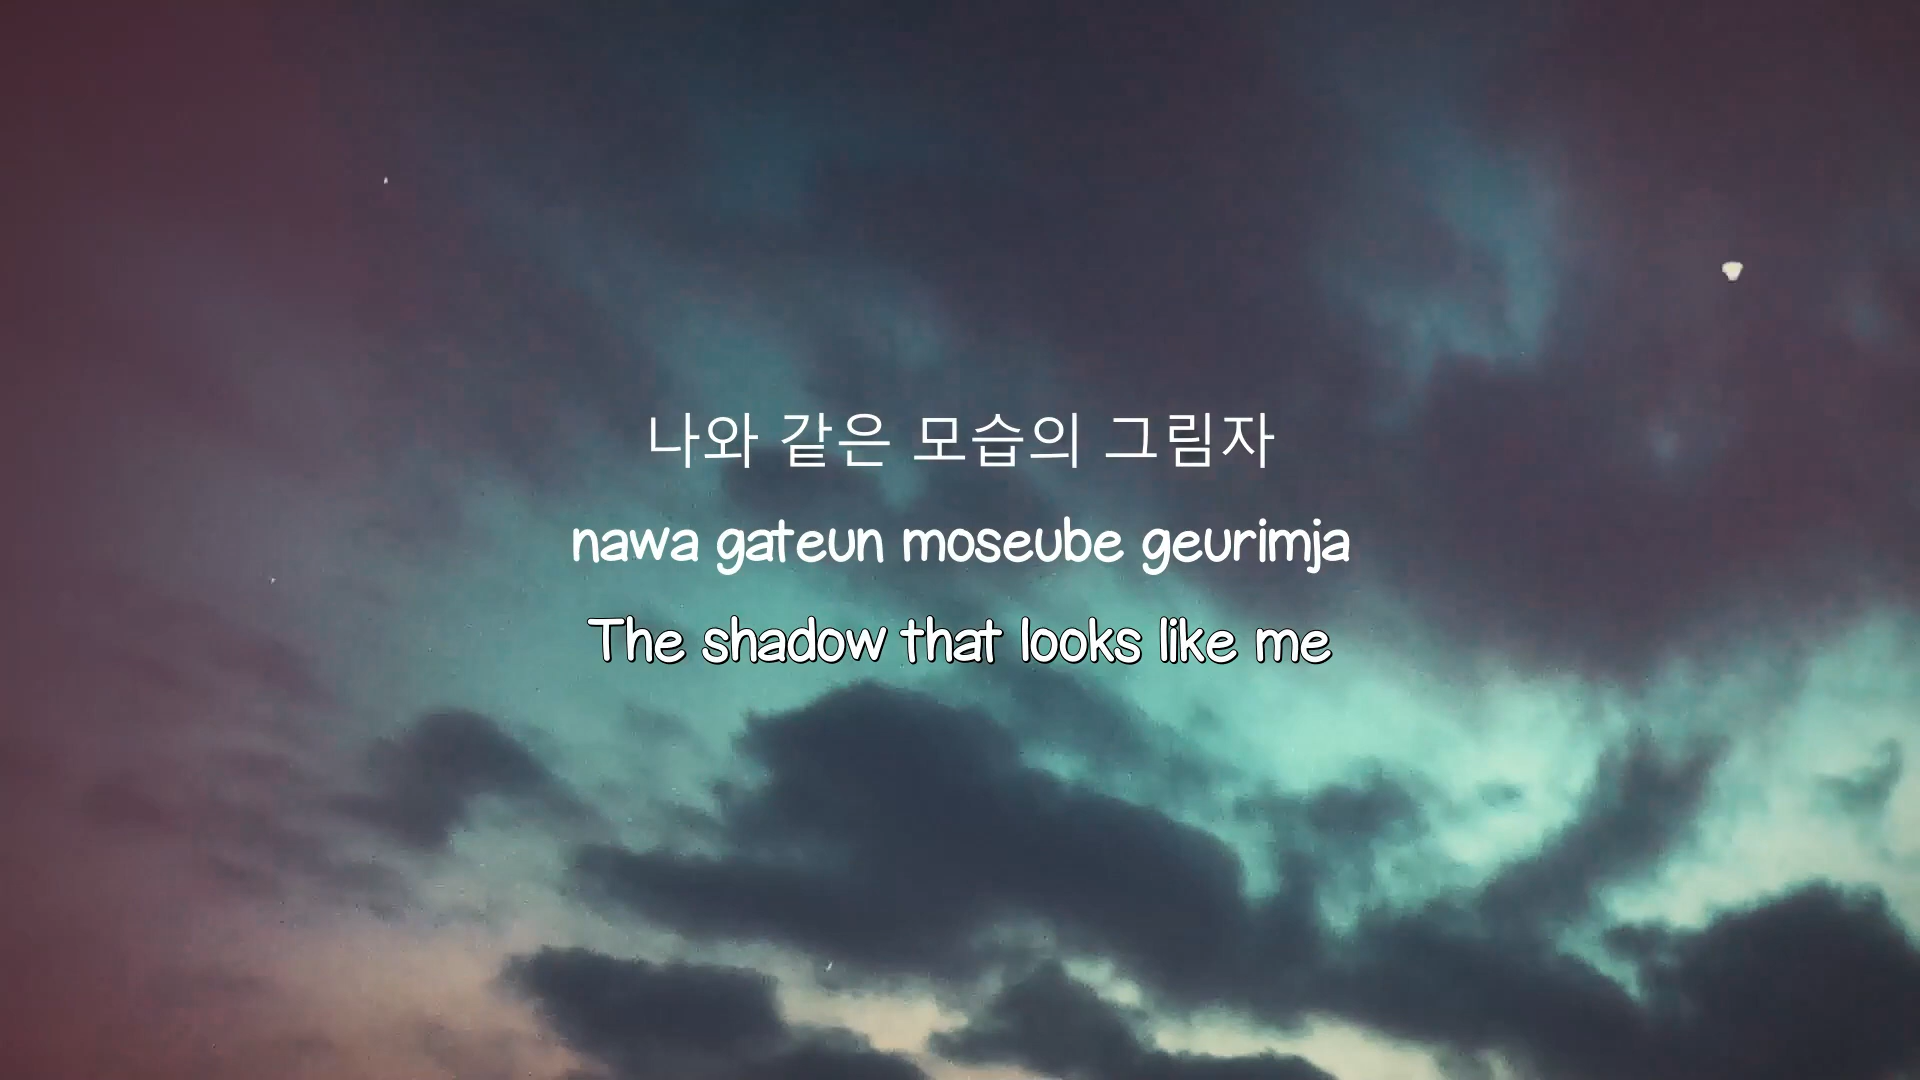 나와 같은 모습의 그림자
nawa gateun moseube geurimja
The shadow that looks like me